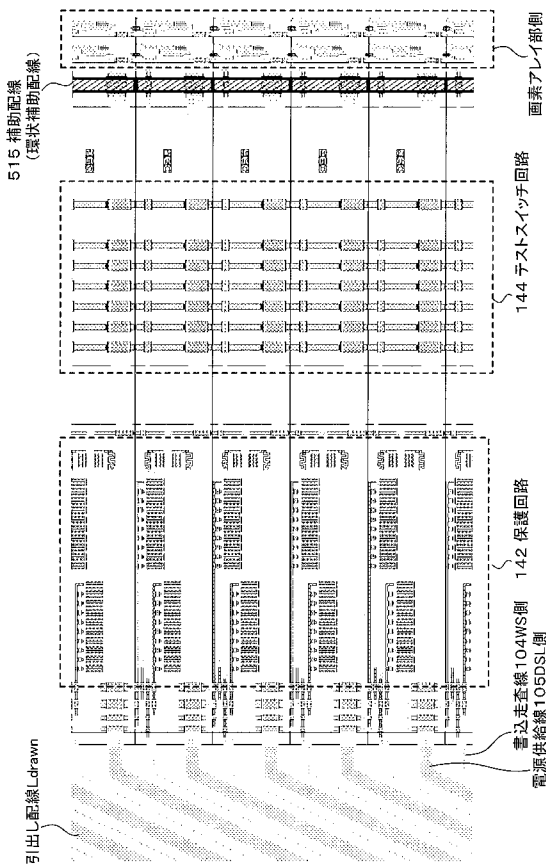 515 補助配線
(環状補助配線)
画素アレイ部側
144 テストスイッチ回路
142 保護回路
書込走査線104WS側
電源供給線105DSL側
引出し配線Ldrawn